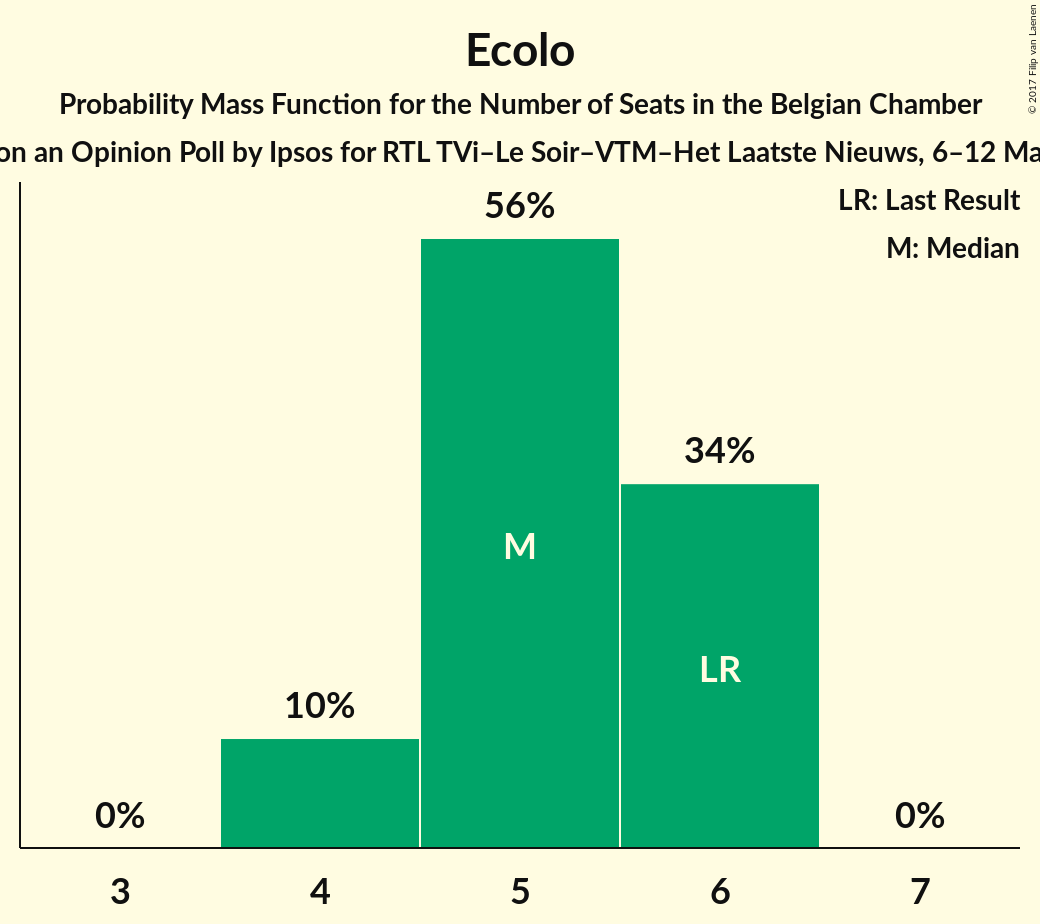 Ecolo
Probability Mass Function for the Number of Seats in the Belgian Chamber
on an Opinion Poll by Ipsos for RTL TVi–Le Soir–VTM–Het Laatste Nieuws, 6–12 Ma
LR: Last Result
M: Median
56%
34%
10%
0%
0%
M
LR
3
4
5
6
7
© 2017 Filip van Laenen